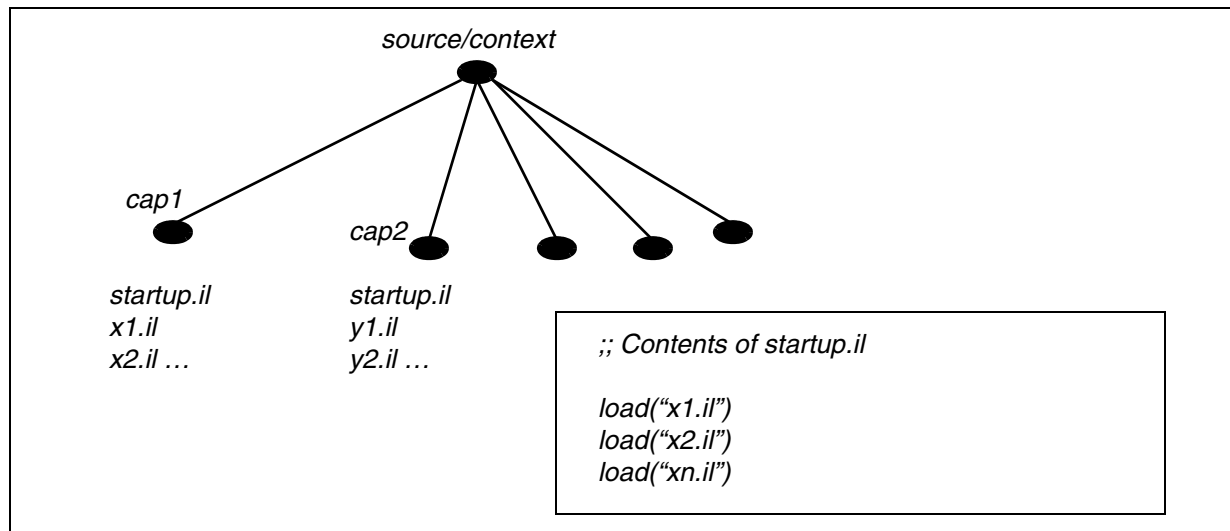 source/context
cap1
cap2
startup.il
x1.il
x2.il …
startup.il
y1.il
y2.il …
;; Contents of startup.il
load(“x1.il”)
load(“x2.il”)
load(“xn.il”)